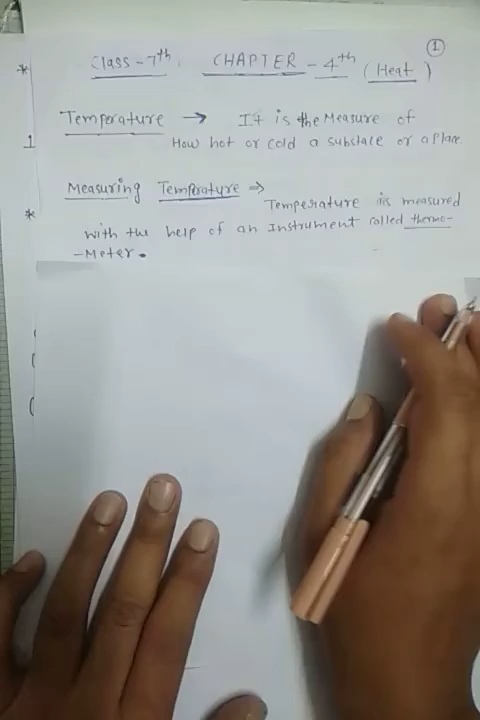 ①
* Class-7th. CHAPTER - 4th (Heat)
Temperature → It is the Measure of
1 How hot or cold a substace or a place
Measuring Temperature ⇒
* Temperature is measured
with the help of an Instrument called thermo-
-Meter.